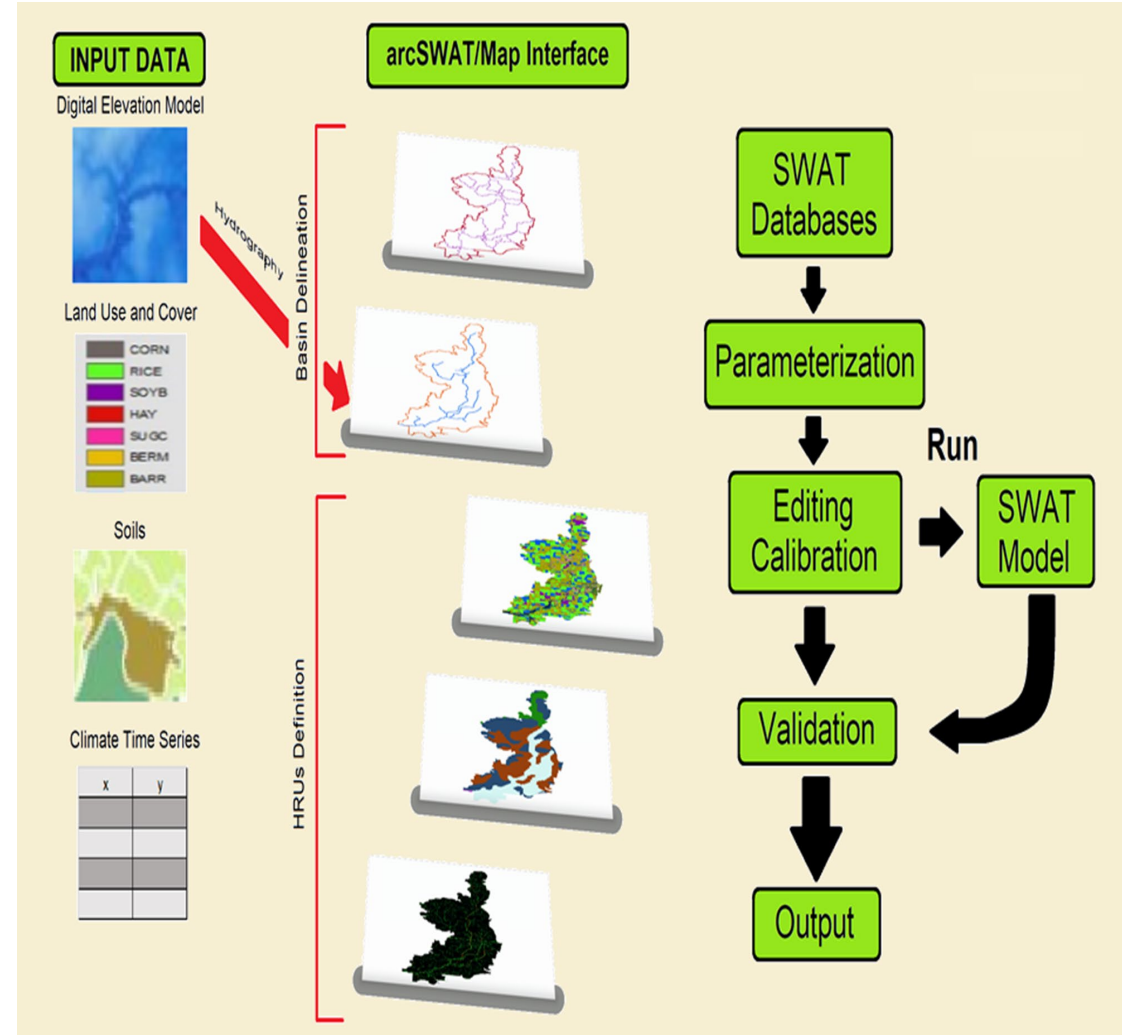 INPUT DATA
Digital Elevation Model
Land Use and Cover
CORN
RICE
SOYB
HAY
SUGC
BERM
BARR
Soils
Climate Time Series
x y
arcSWAT/Map Interface
Hydrography
Basin Delineation
HRUs Definition
SWAT
Databases
Parameterization
Editing
Calibration
Run
SWAT
Model
Validation
Output